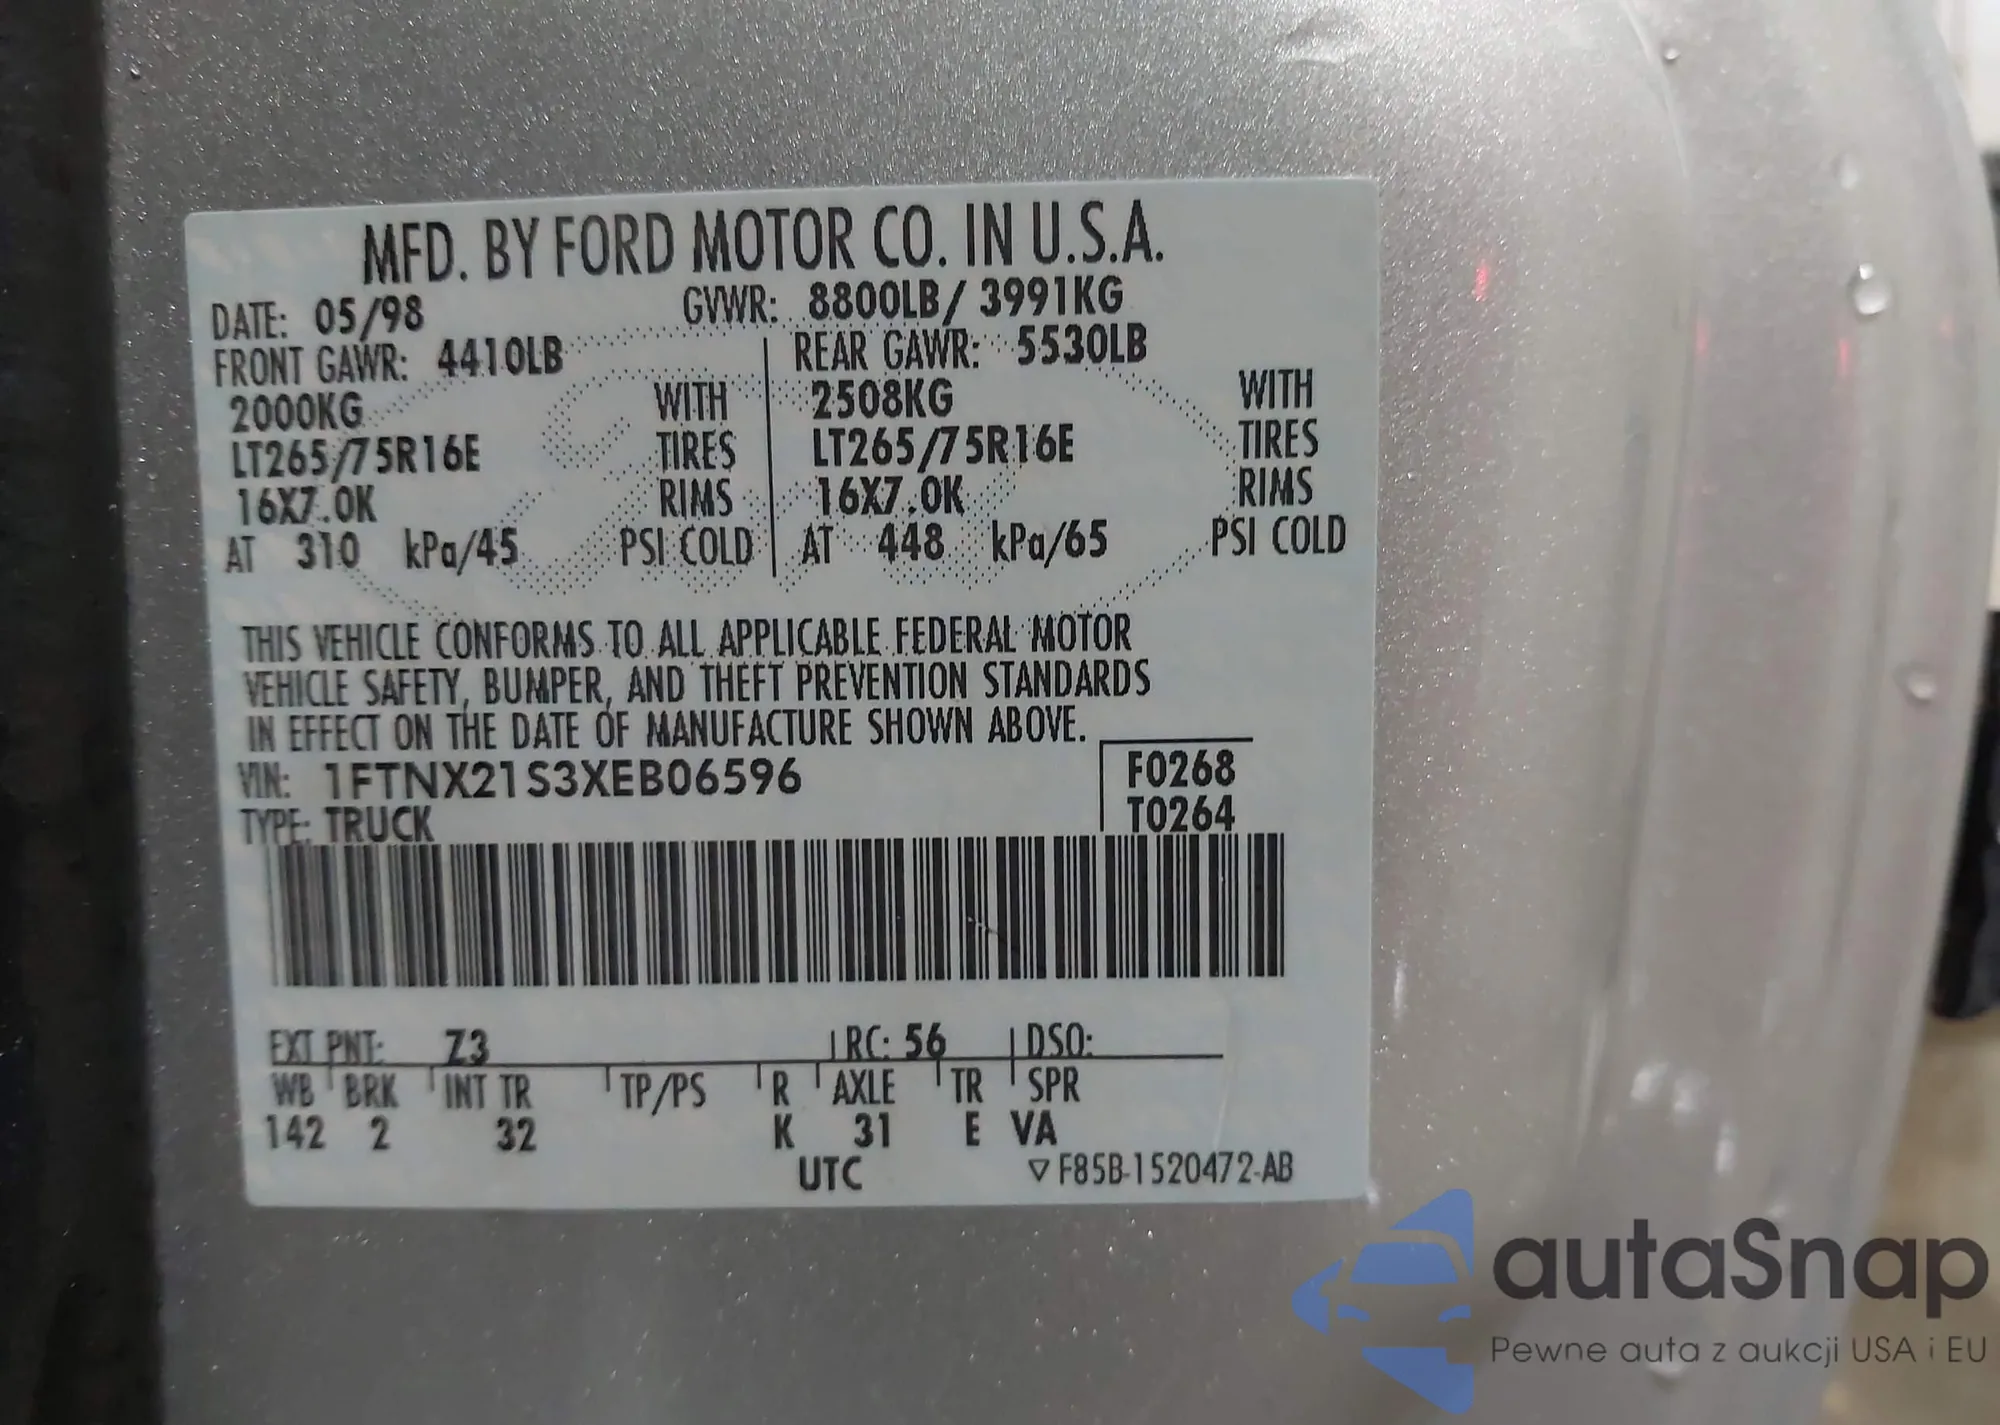 MFD. BY FORD MOTOR CO. IN U.S.A.
DATE: 05/98 GVWR: 8800LB/ 3991KG
FRONT GAWR: 4410LB REAR GAWR: 5530LB
2000KG WITH 2508KG WITH
LT265/75R16E TIRES LT265/75R16E TIRES
16X7.0K RIMS 16X7.0K RIMS
AT 310 kPa/45 PSI COLD AT 448 kPa/65 PSI COLD
THIS VEHICLE CONFORMS TO ALL APPLICABLE FEDERAL MOTOR
VEHICLE SAFETY, BUMPER, AND THEFT PREVENTION STANDARDS
IN EFFECT ON THE DATE OF MANUFACTURE SHOWN ABOVE.
VIN: 1FTNX21S3XEB06596 F0268
TYPE: TRUCK T0264
EXT PNT: Z3 RC: 56 DSO:
WB BRK INT TR TP/PS R AXLE TR SPR
142 2 32 K 31 E VA
UTC ▽ F85B-1520472-AB
autaSnap
Pewne auta z aukcji USA i EU